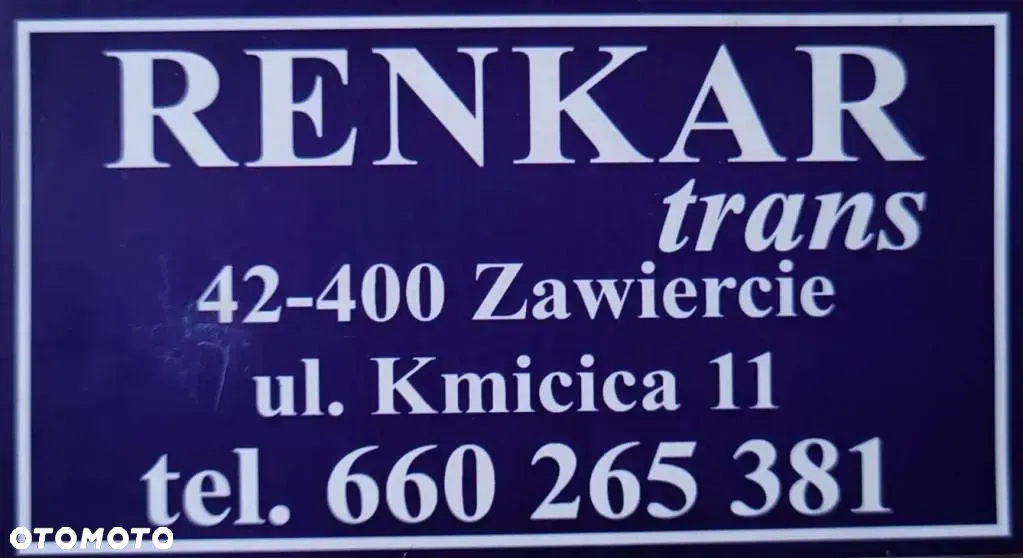 RENKAR
trans
42-400 Zawiercie
ul. Kmicica 11
tel. 660 265 381
OTOMOTO